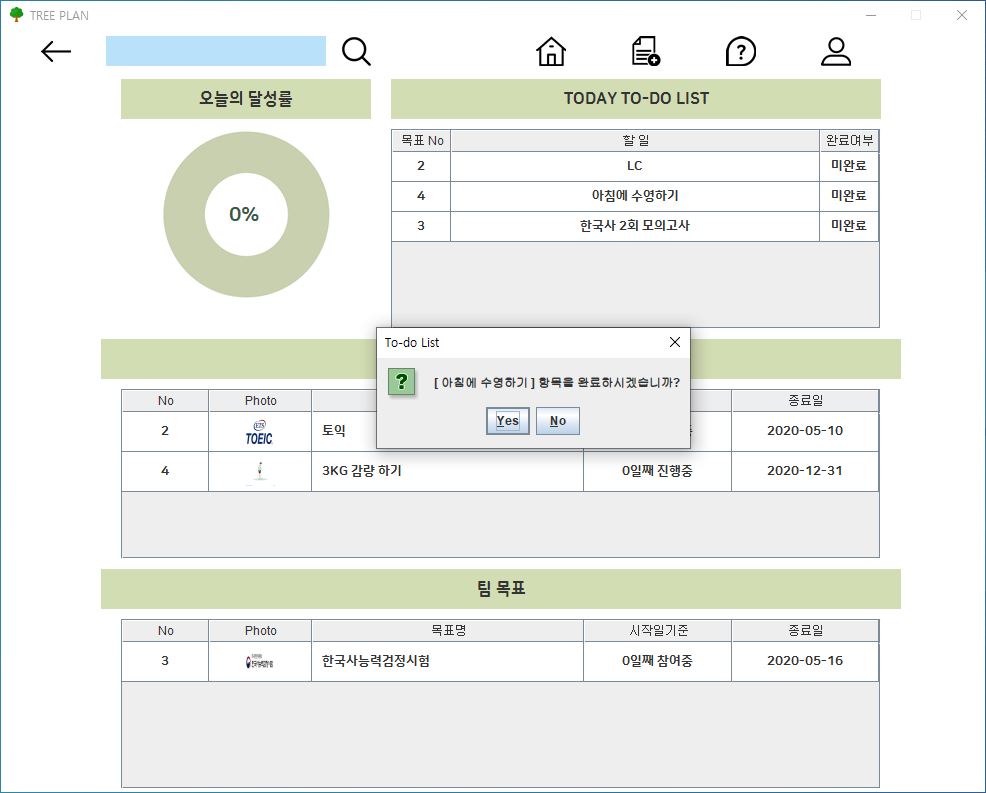 TREE PLAN
오늘의 달성률
TODAY TO-DO LIST
0%
목표 No 할 일 완료여부
2 LC 미완료
4 아침에 수영하기 미완료
3 한국사 2회 모의고사 미완료
To-do List
[ 아침에 수영하기 ] 항목을 완료하시겠습니까?
Yes No
No Photo 종료일
2 ETS TOEIC 토익 2020-05-10
4 3KG 감량 하기 0일째 진행중 2020-12-31
팀 목표
No Photo 목표명 시작일기준 종료일
3 한국사능력검정시험 0일째 참여중 2020-05-16